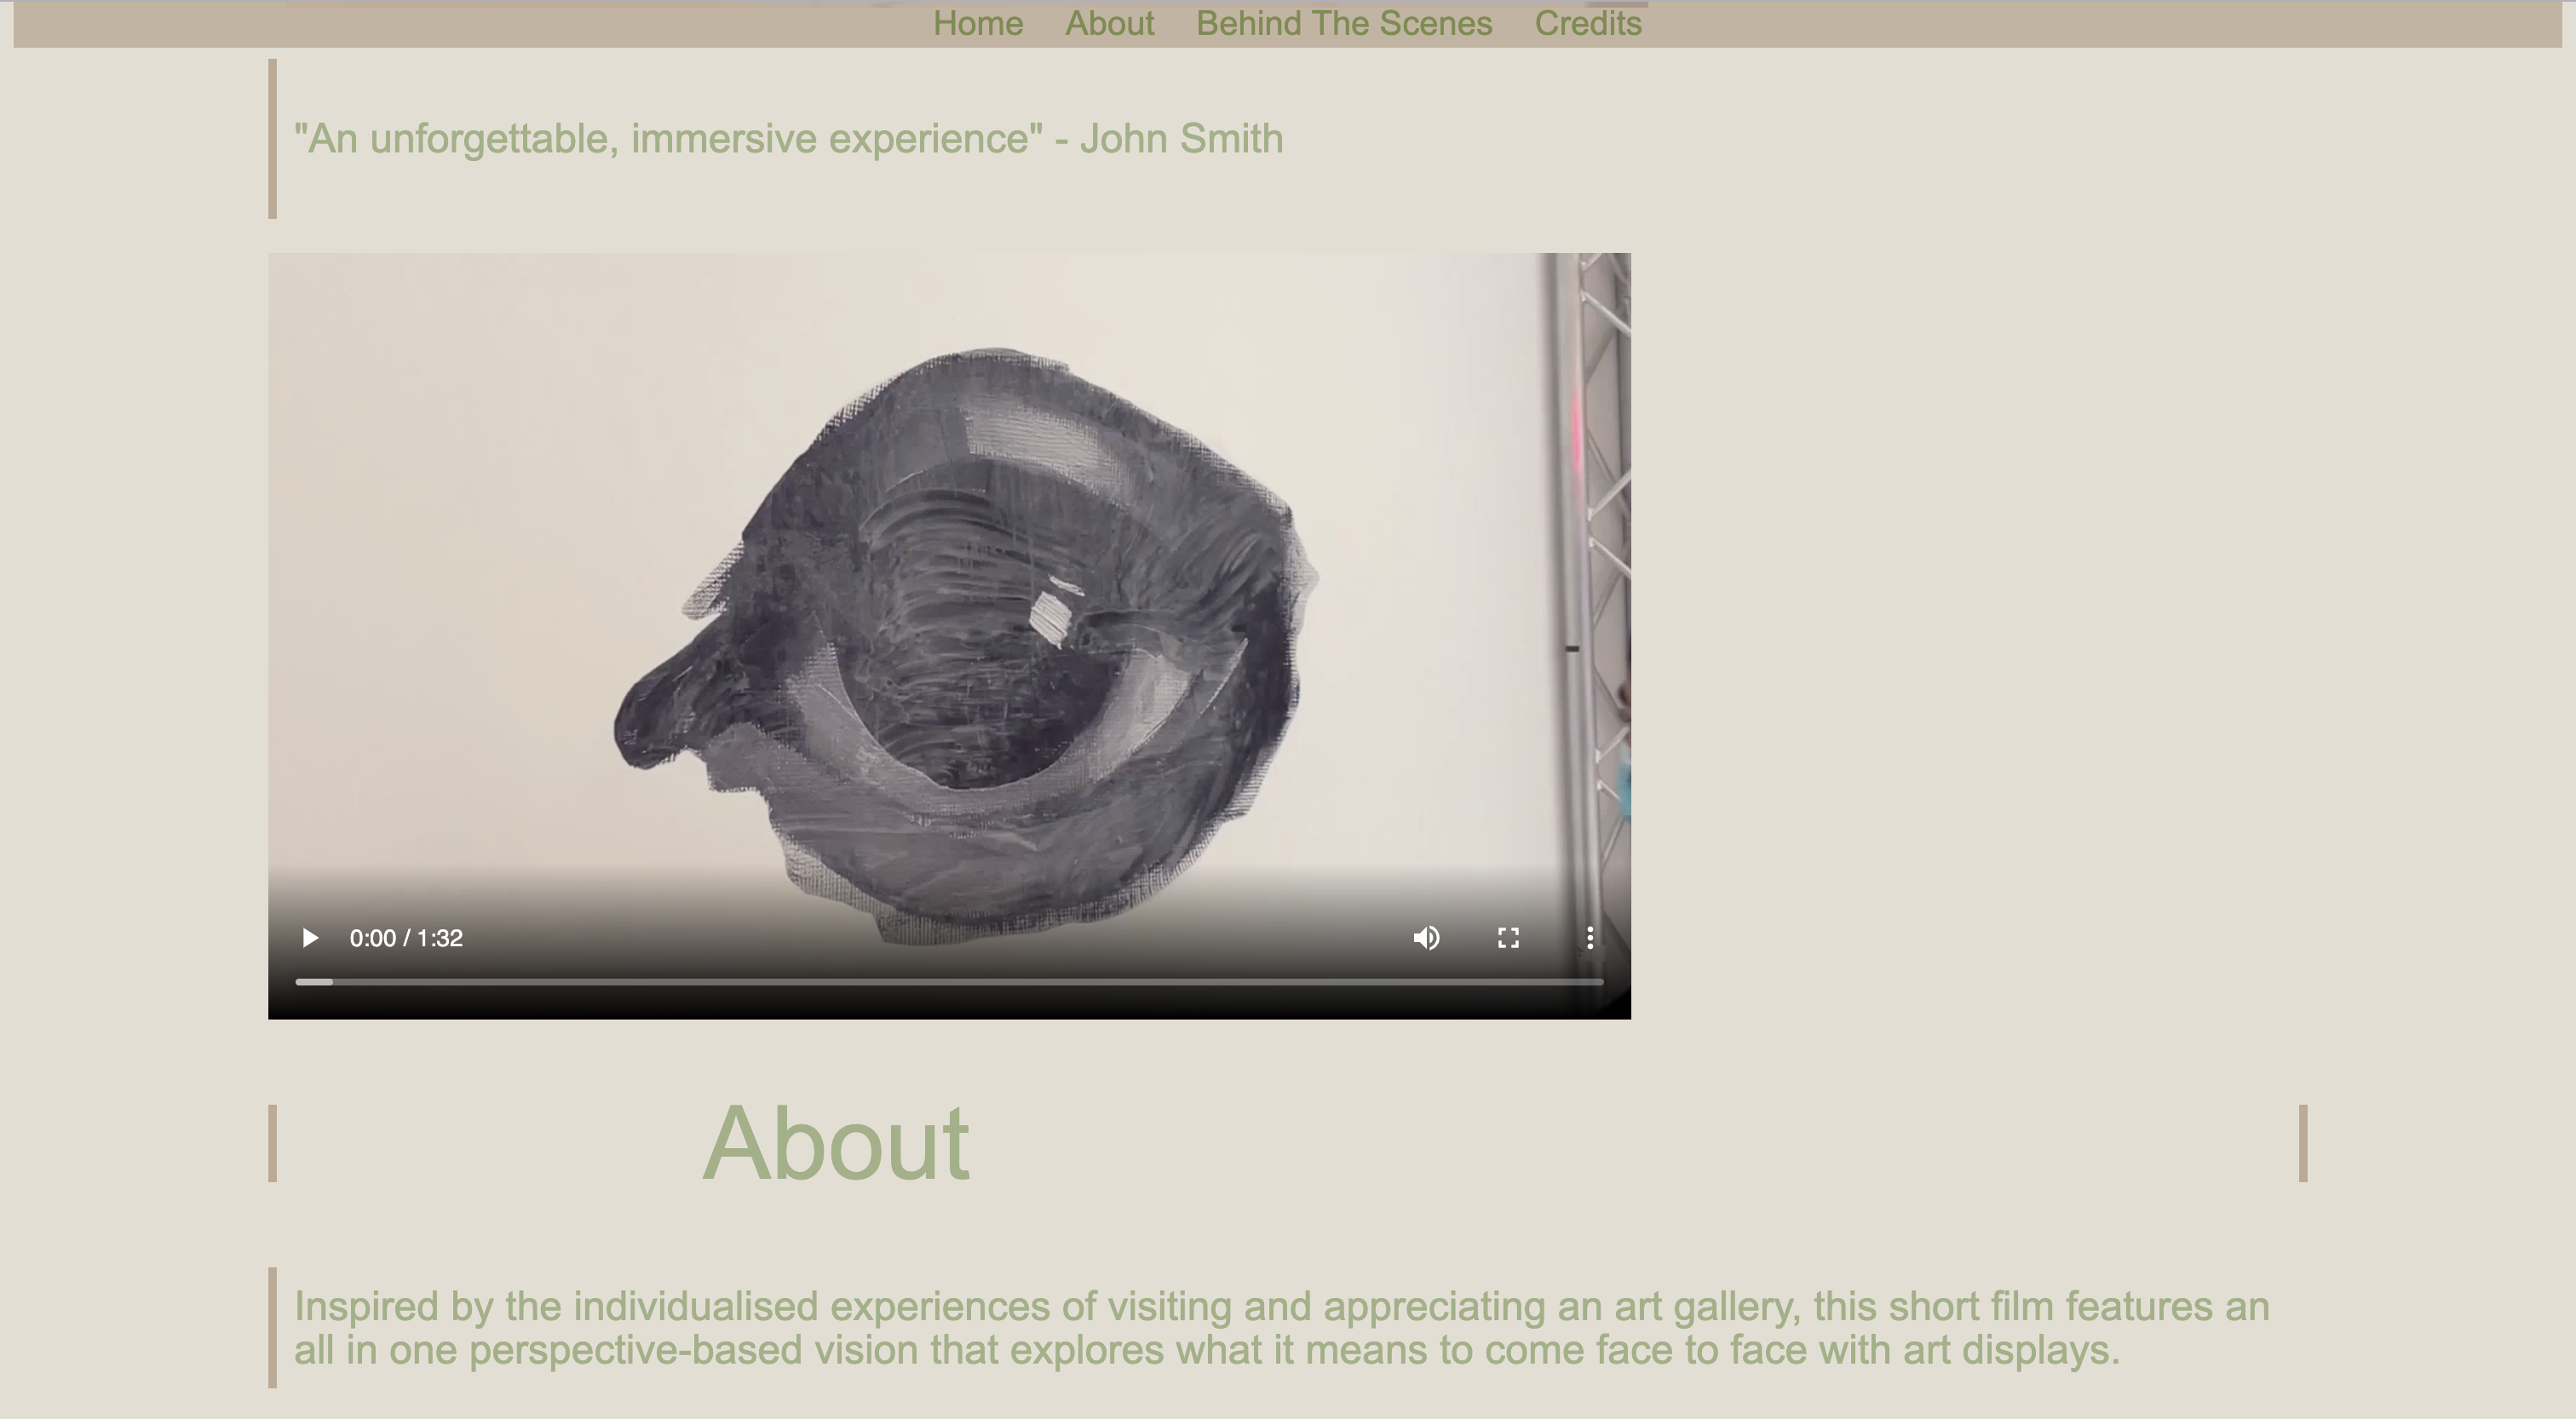 Home About Behind The Scenes Credits
"An unforgettable, immersive experience" - John Smith
0:00 / 1:32
About
Inspired by the individualised experiences of visiting and appreciating an art gallery, this short film features an
all in one perspective-based vision that explores what it means to come face to face with art displays.